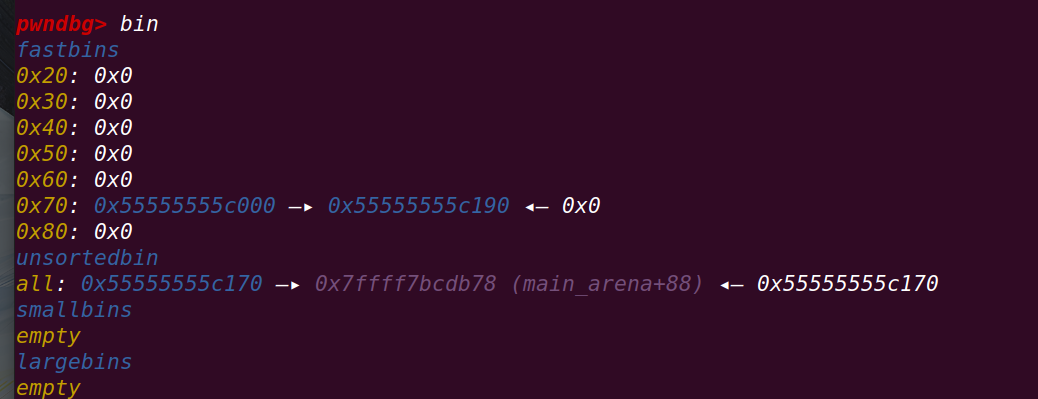 pwndbg> bin
fastbins
0x20: 0x0
0x30: 0x0
0x40: 0x0
0x50: 0x0
0x60: 0x0
0x70: 0x55555555c000 —▸ 0x55555555c190 ◂— 0x0
0x80: 0x0
unsortedbin
all: 0x55555555c170 —▸ 0x7ffff7bcdb78 (main_arena+88) ◂— 0x55555555c170
smallbins
empty
largebins
empty